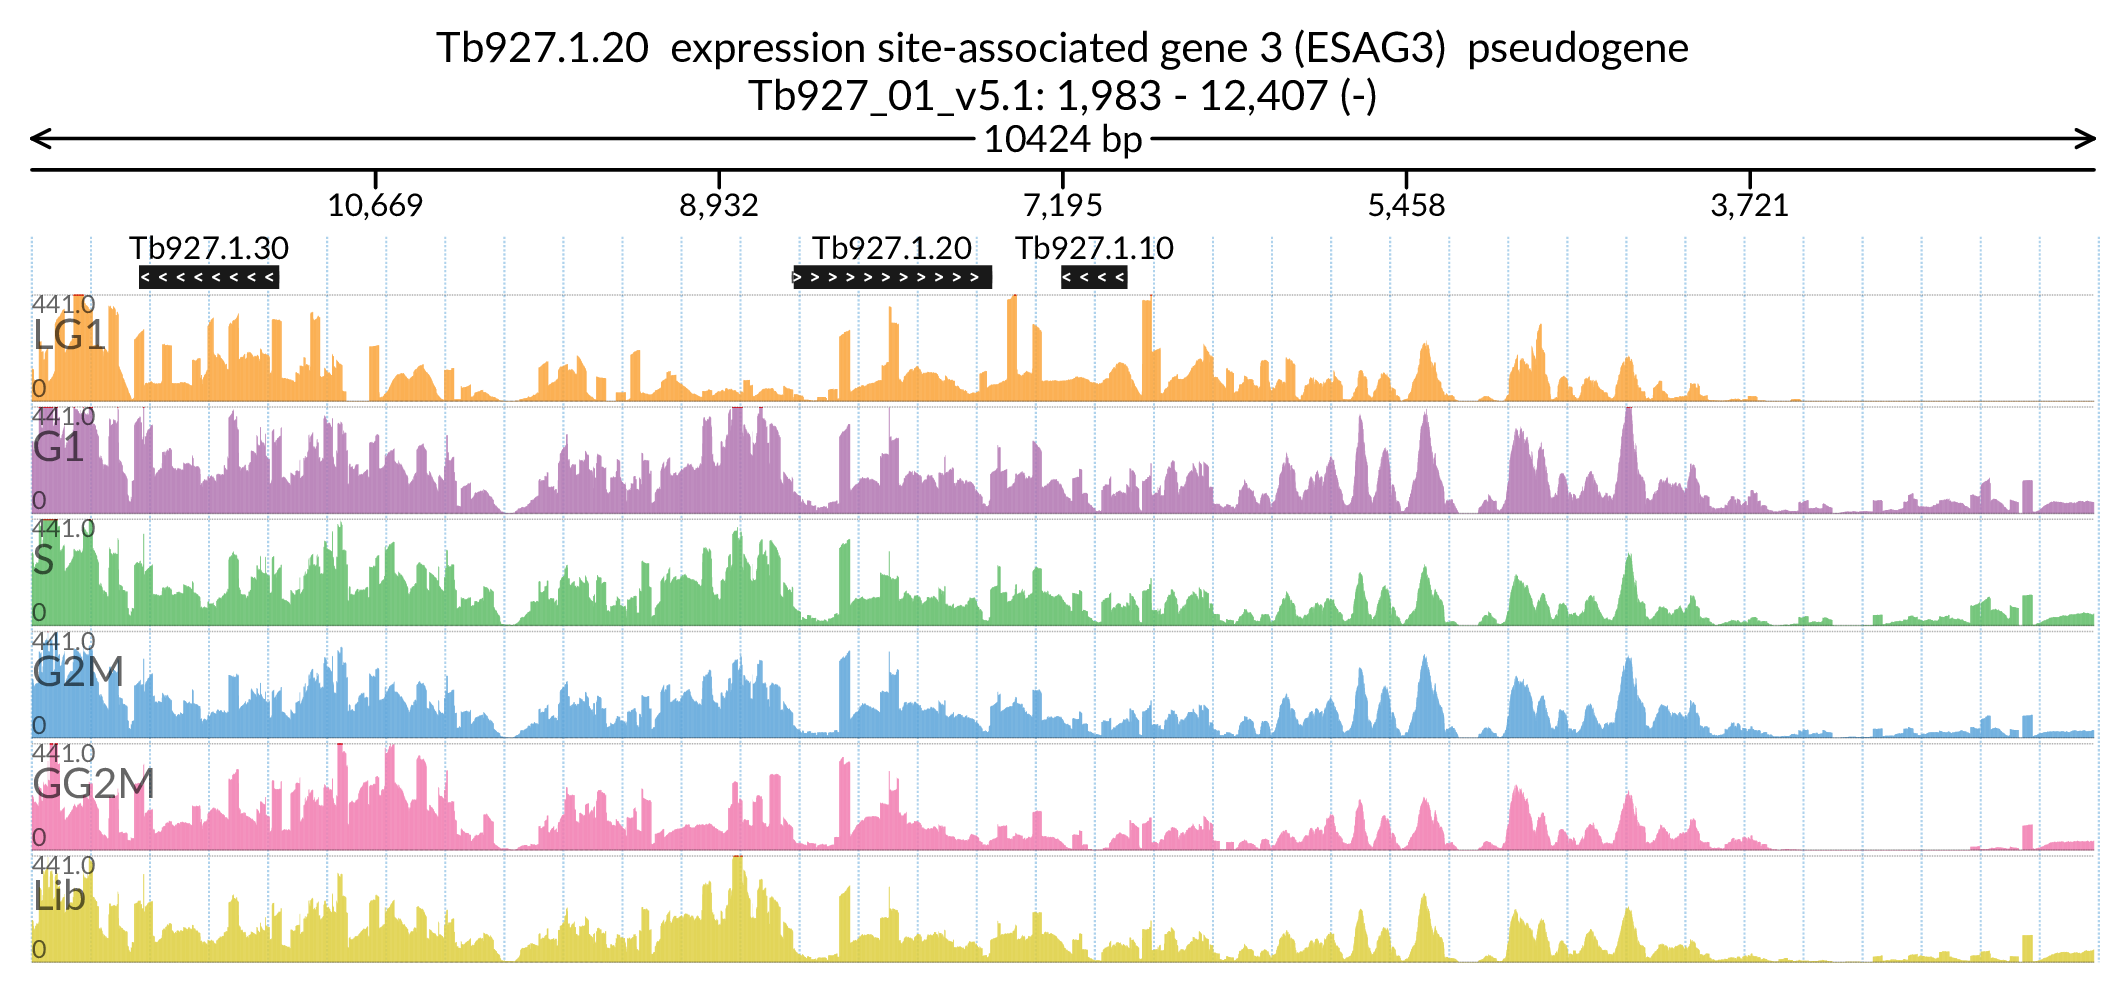 Tb927.1.20  expression site-associated gene 3 (ESAG3)  pseudogene
Tb927_01_v5.1: 1,983 - 12,407 (-)
10424 bp
10,669 8,932 7,195 5,458 3,721
Tb927.1.30 Tb927.1.20 Tb927.1.10
< < < < < < < < > > > > > > > > > > > < < < <
441.0
LG1
0
441.0
G1
0
441.0
S
0
441.0
G2M
0
441.0
GG2M
0
441.0
Lib
0